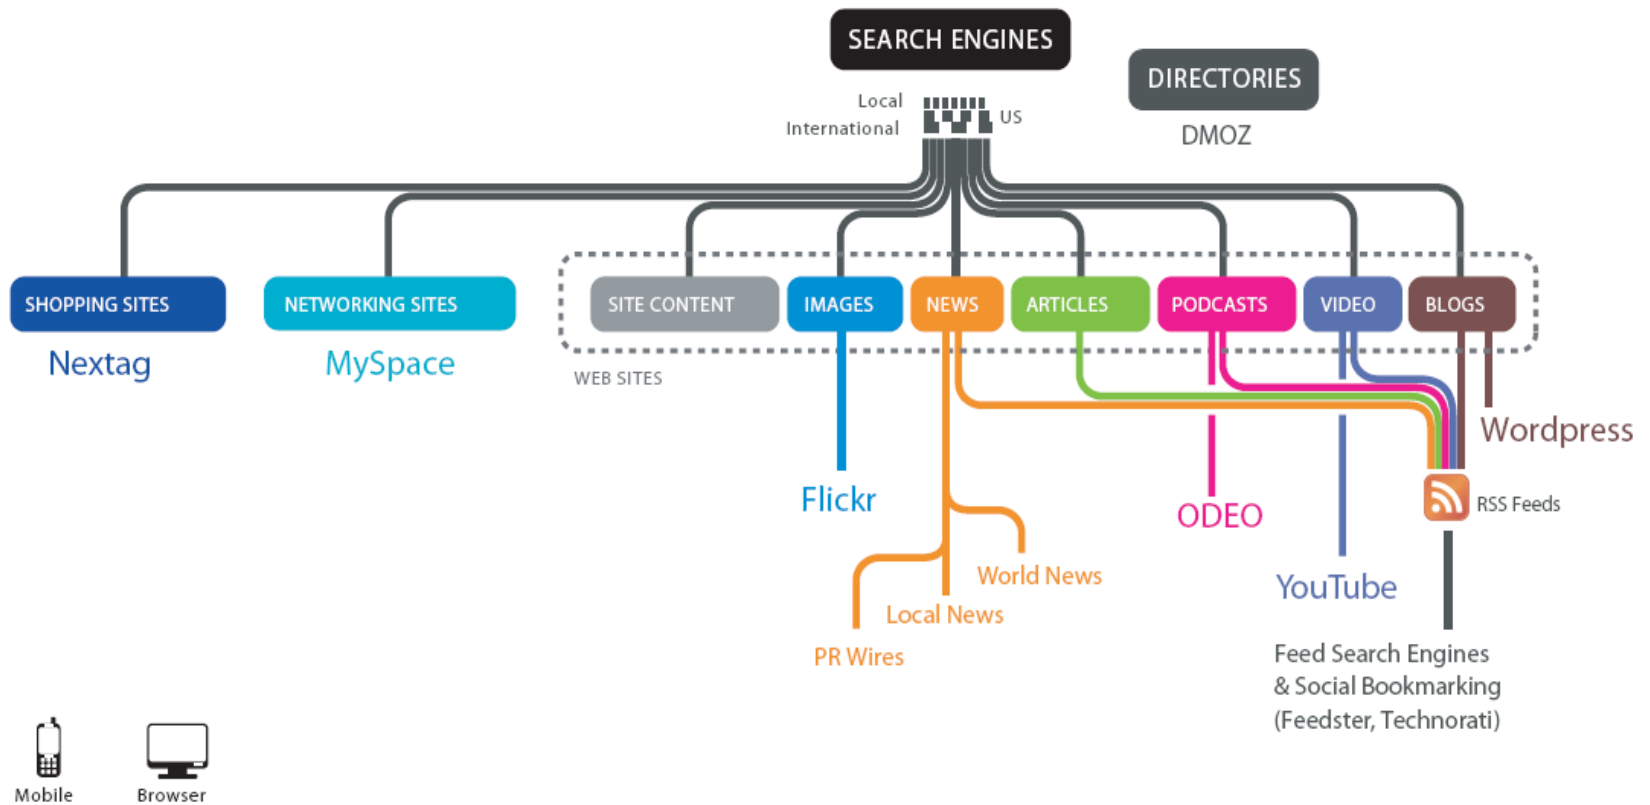 SEARCH ENGINES
DIRECTORIES
DMOZ
Local
International
US
SHOPPING SITES
NETWORKING SITES
SITE CONTENT
IMAGES
NEWS
ARTICLES
PODCASTS
VIDEO
BLOGS
Nextag
MySpace
WEB SITES
Wordpress
Flickr
ODEO
RSS Feeds
World News
YouTube
Local News
PR Wires
Feed Search Engines
& Social Bookmarking
(Feedster, Technorati)
Mobile
Browser